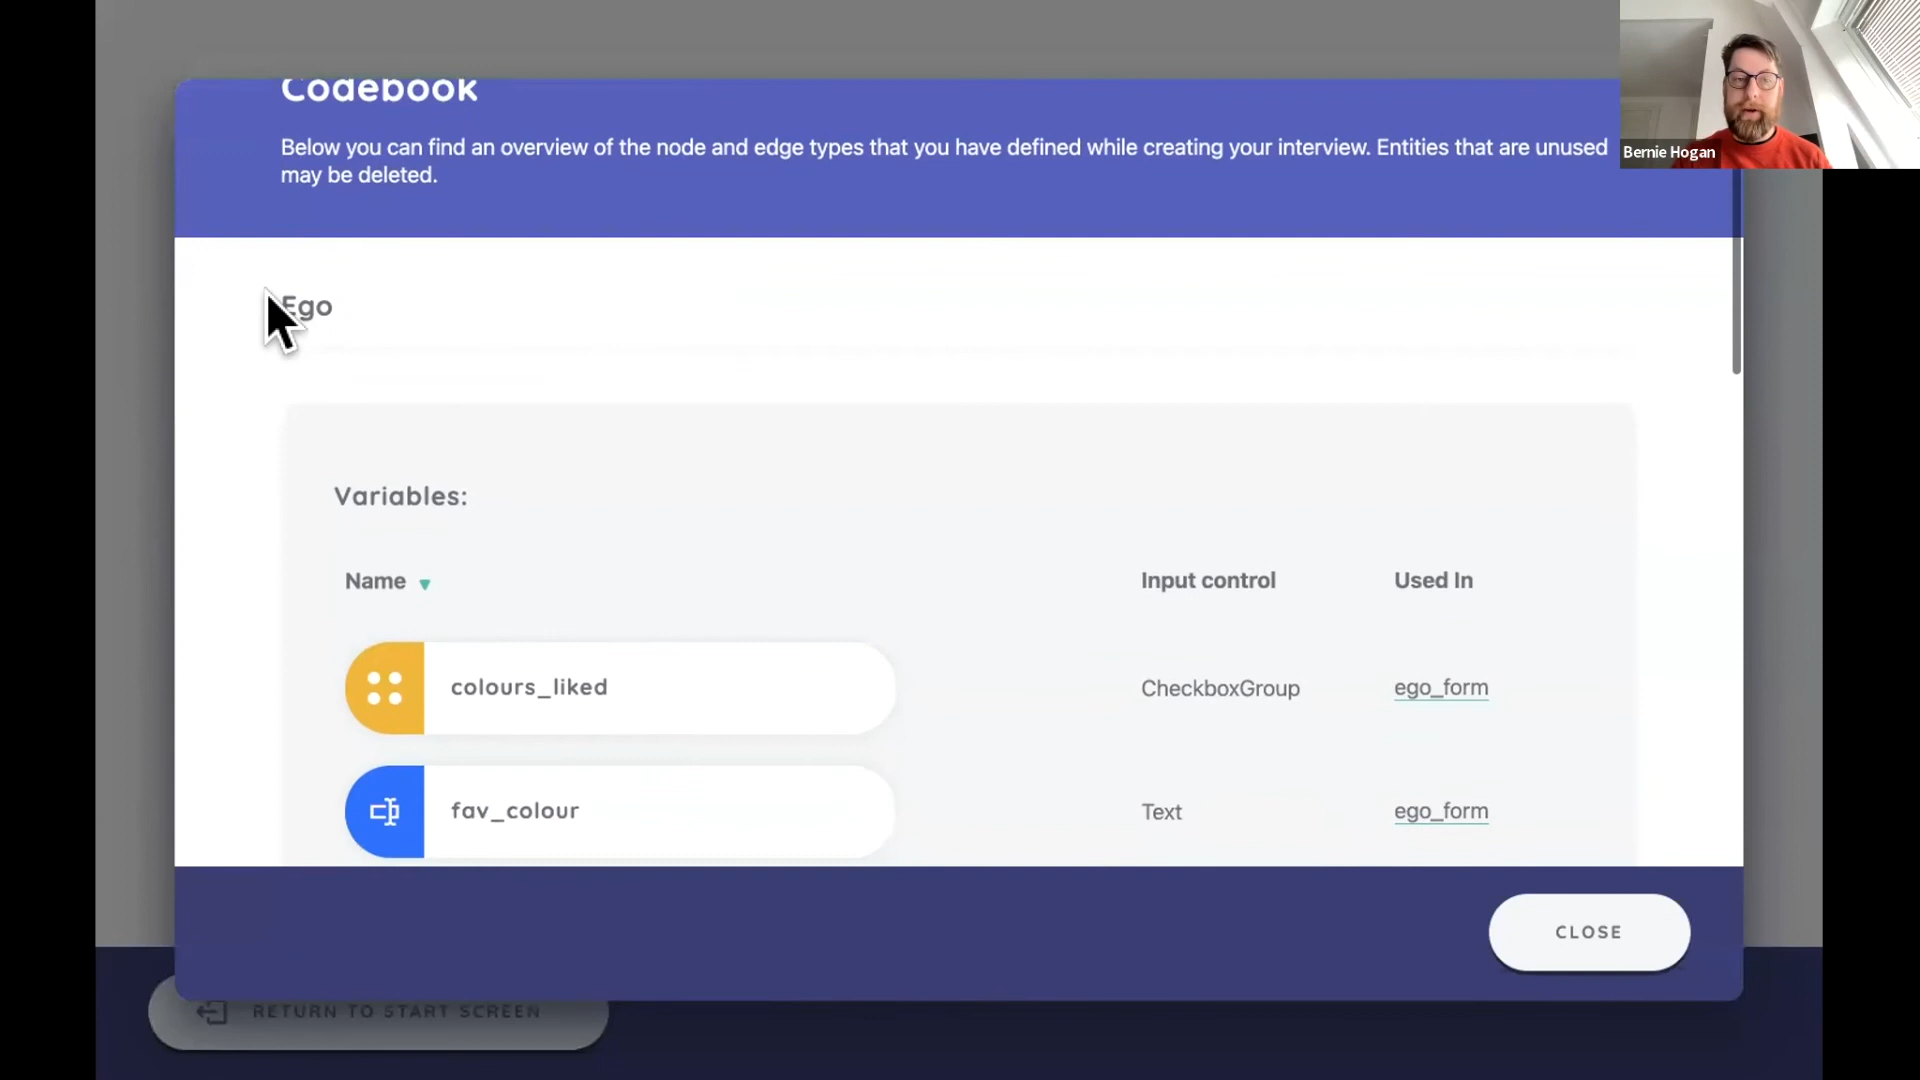 Codebook
Below you can find an overview of the node and edge types that you have defined while creating your interview. Entities that are unused
may be deleted.
Bernie Hogan
Ego
Variables:
Name Input control Used In
colours_liked CheckboxGroup ego_form
fav_colour Text ego_form
CLOSE
RETURN TO START SCREEN